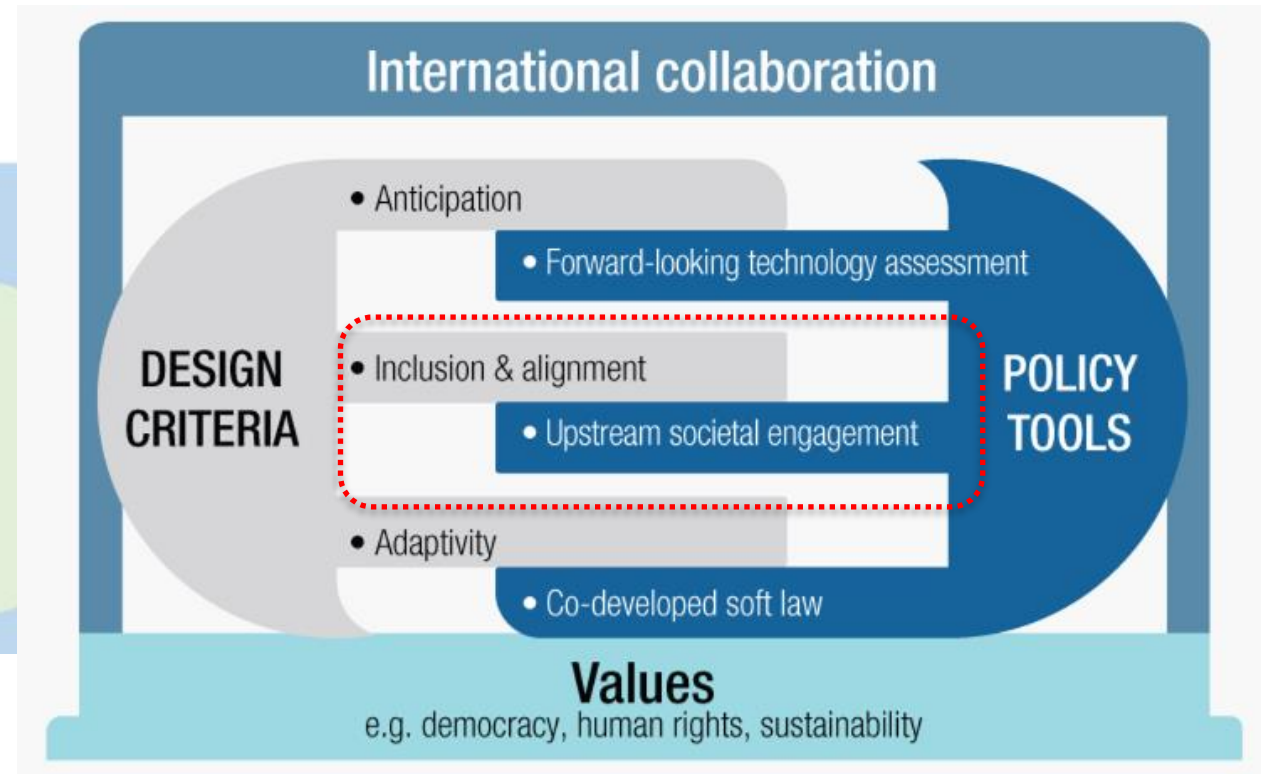 International collaboration
• Anticipation
• Forward-looking technology assessment
DESIGN
CRITERIA
• Inclusion & alignment
• Upstream societal engagement
POLICY
TOOLS
• Adaptivity
• Co-developed soft law
Values
e.g. democracy, human rights, sustainability